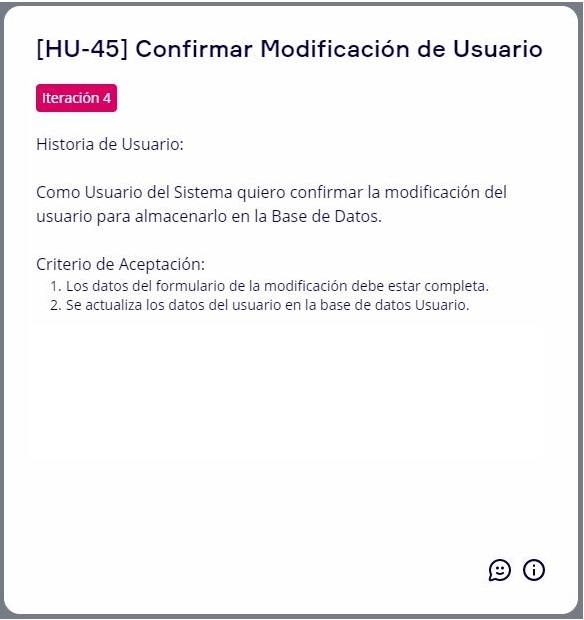 [HU-45] Confirmar Modificación de Usuario
Iteración 4
Historia de Usuario:
Como Usuario del Sistema quiero confirmar la modificación del
usuario para almacenarlo en la Base de Datos.
Criterio de Aceptación:
1. Los datos del formulario de la modificación debe estar completa.
2. Se actualiza los datos del usuario en la base de datos Usuario.